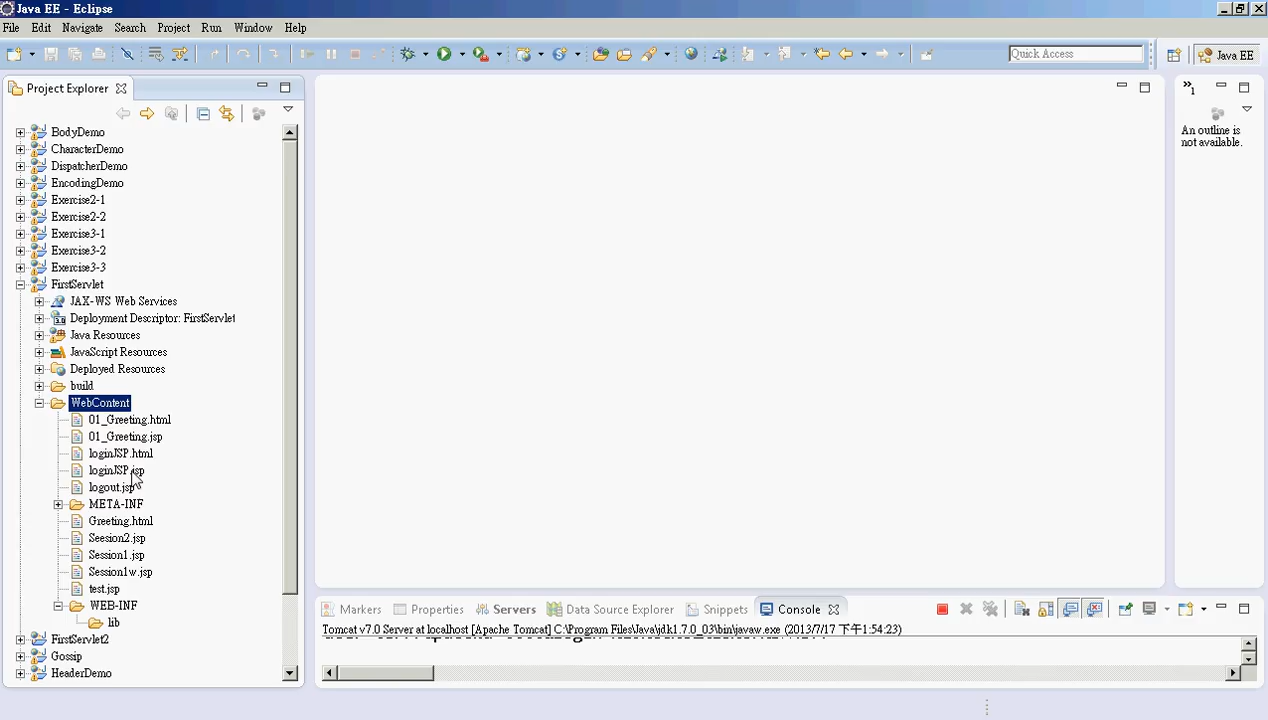 Java EE - Eclipse
File Edit Navigate Search Project Run Window Help
Quick Access
Java EE
Project Explorer
BodyDemo
CharacterDemo
DispatcherDemo
EncodingDemo
Exercise2-1
Exercise2-2
Exercise3-1
Exercise3-2
Exercise3-3
FirstServlet
JAX-WS Web Services
Deployment Descriptor: FirstServlet
Java Resources
JavaScript Resources
Deployed Resources
build
WebContent
01_Greeting.html
01_Greeting.jsp
loginJSP.html
loginJSP.jsp
logout.jsp
META-INF
Greeting.html
Seesion2.jsp
Session1.jsp
Session1w.jsp
test.jsp
WEB-INF
lib
FirstServlet2
Gossip
HeaderDemo
1
An outline is
not available.
Markers Properties Servers Data Source Explorer Snippets Console
Tomcat v7.0 Server at localhost [Apache Tomcat] C:\Program Files\Java\jdk1.7.0_03\bin\javaw.exe (2013/7/17 下午1:54:23)